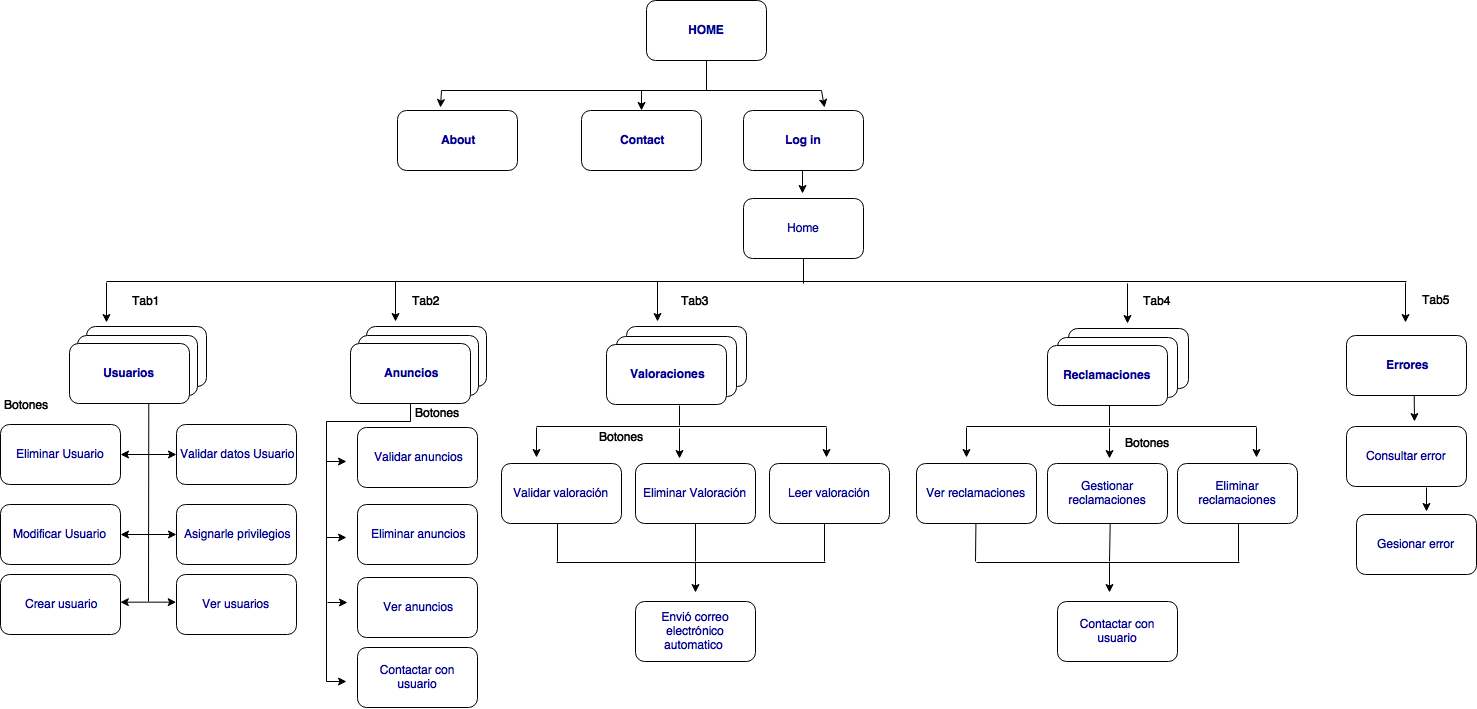 HOME
About
Contact
Log in
Home
Tab1
Tab2
Tab3
Tab4
Tab5
Usuarios
Anuncios
Valoraciones
Reclamaciones
Errores
Botones
Eliminar Usuario
Validar datos Usuario
Modificar Usuario
Asignarle privilegios
Crear usuario
Ver usuarios
Botones
Validar anuncios
Eliminar anuncios
Ver anuncios
Contactar con
usuario
Botones
Validar valoración
Eliminar Valoración
Leer valoración
Envió correo
electrónico
automatico
Botones
Ver reclamaciones
Gestionar
reclamaciones
Eliminar
reclamaciones
Contactar con
usuario
Consultar error
Gesionar error